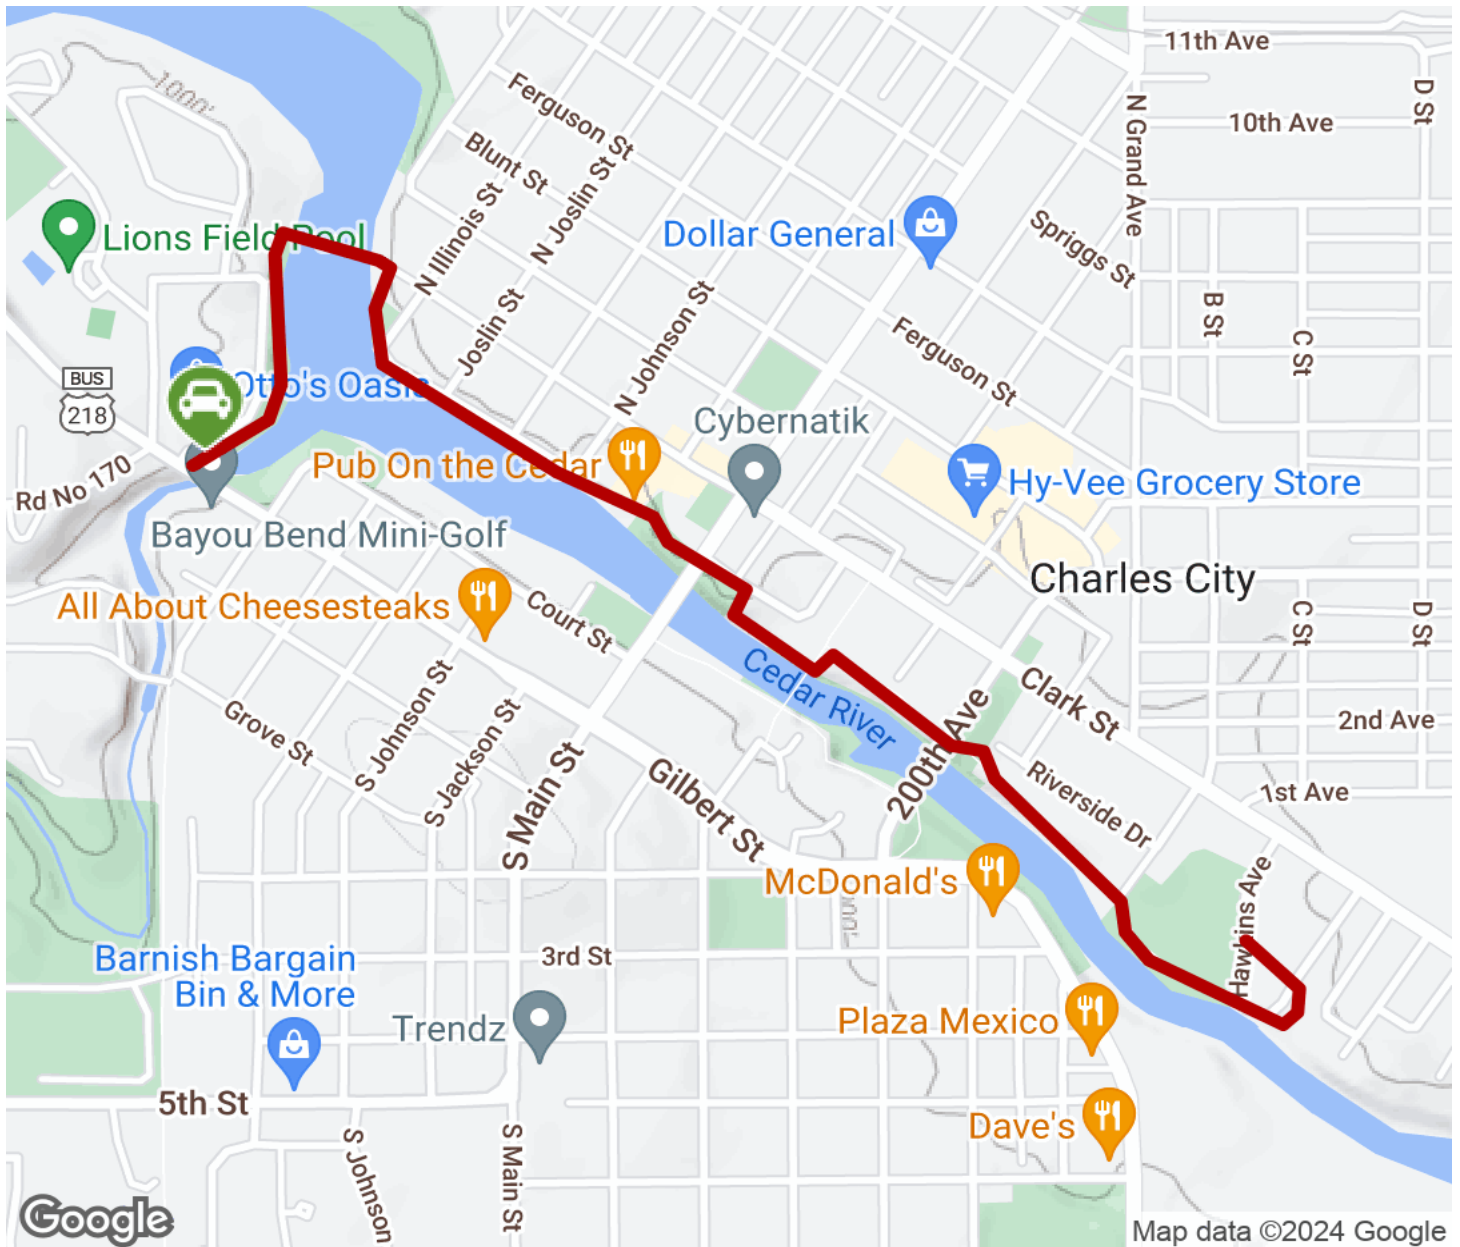 11th Ave
1000'
Ferguson St
N Grand Ave
D St
10th Ave
Blunt St
N Joslin St
N Illinois St
Lions Field Pool
Dollar General
Spriggs St
Joslin St
N Johnson St
B St
C St
Ferguson St
BUS
218
Otto's Oasis
Cybernatik
Pub On the Cedar
Rd No 170
Hy-Vee Grocery Store
Bayou Bend Mini-Golf
Charles City
All About Cheesesteaks
Court St
C St
D St
Cedar River
Clark St
Grove St
S Johnson St
S Jackson St
200th Ave
2nd Ave
S Main St
Gilbert St
Riverside Dr
1st Ave
McDonald's
Hawkins Ave
3rd St
Barnish Bargain
Bin & More
Trendz
Plaza Mexico
5th St
Dave's
S Johnson
S Main St
Google
Map data ©2024 Google